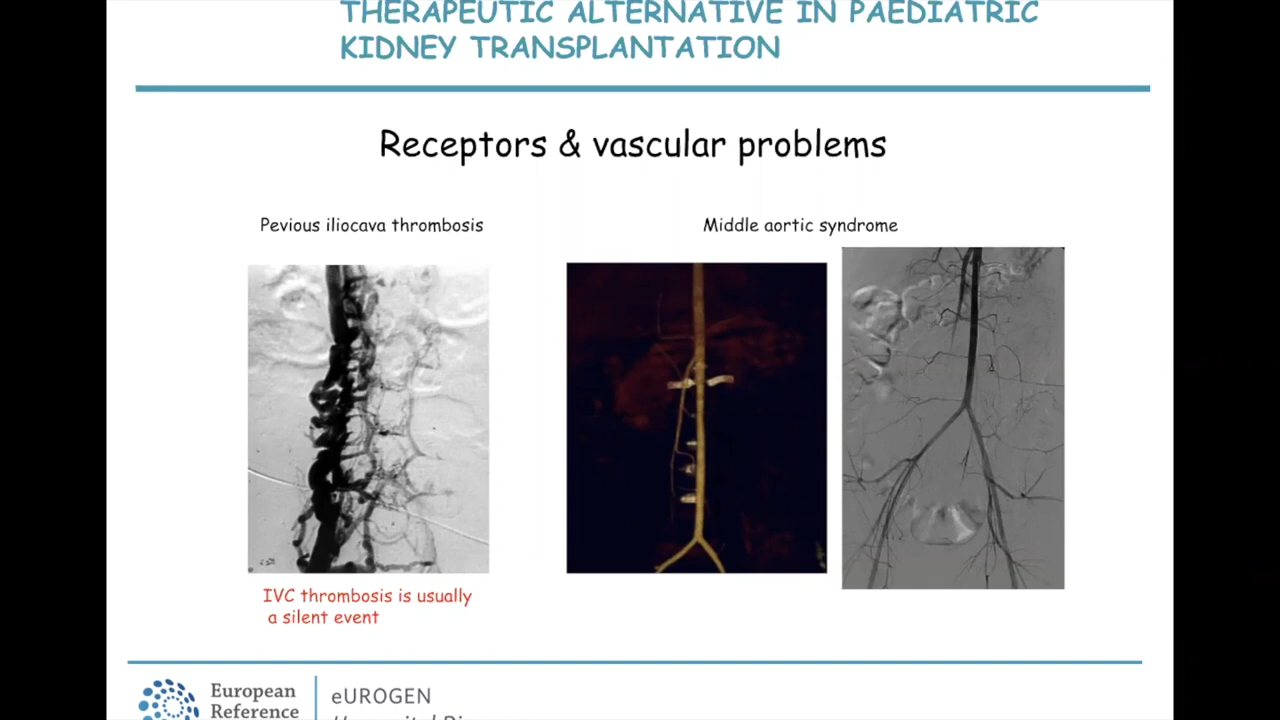 THERAPEUTIC ALTERNATIVE IN PAEDIATRIC
KIDNEY TRANSPLANTATION
Receptors & vascular problems
Pevious iliocava thrombosis
Middle aortic syndrome
IVC thrombosis is usually
a silent event
European
Reference
eUROGEN